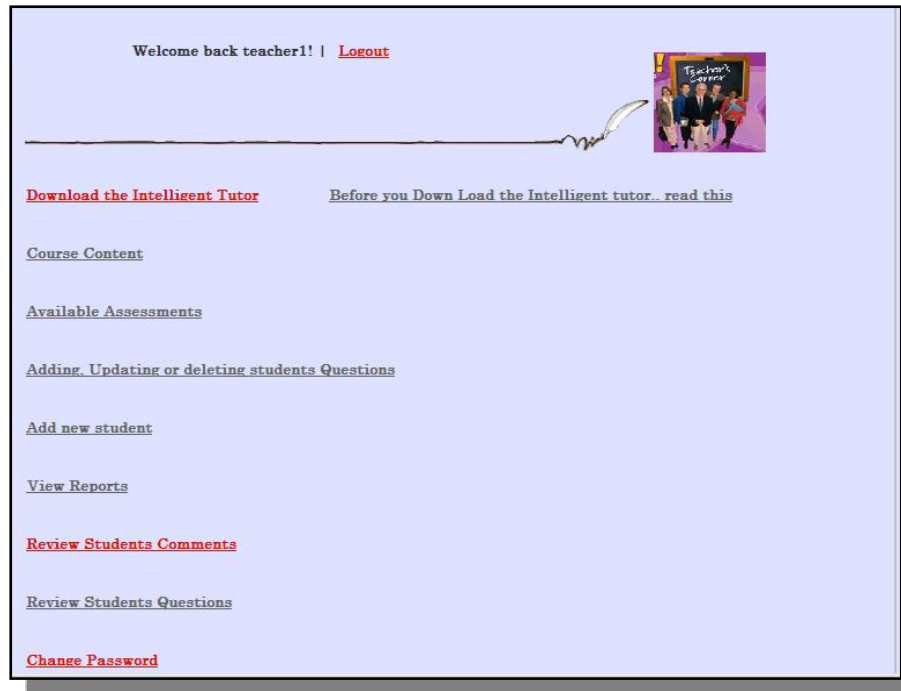 Welcome back teacher1! | Logout
Teacher's
Corner
Download the Intelligent Tutor Before you Down Load the Intelligent tutor.. read this
Course Content
Available Assessments
Adding, Updating or deleting students Questions
Add new student
View Reports
Review Students Comments
Review Students Questions
Change Password